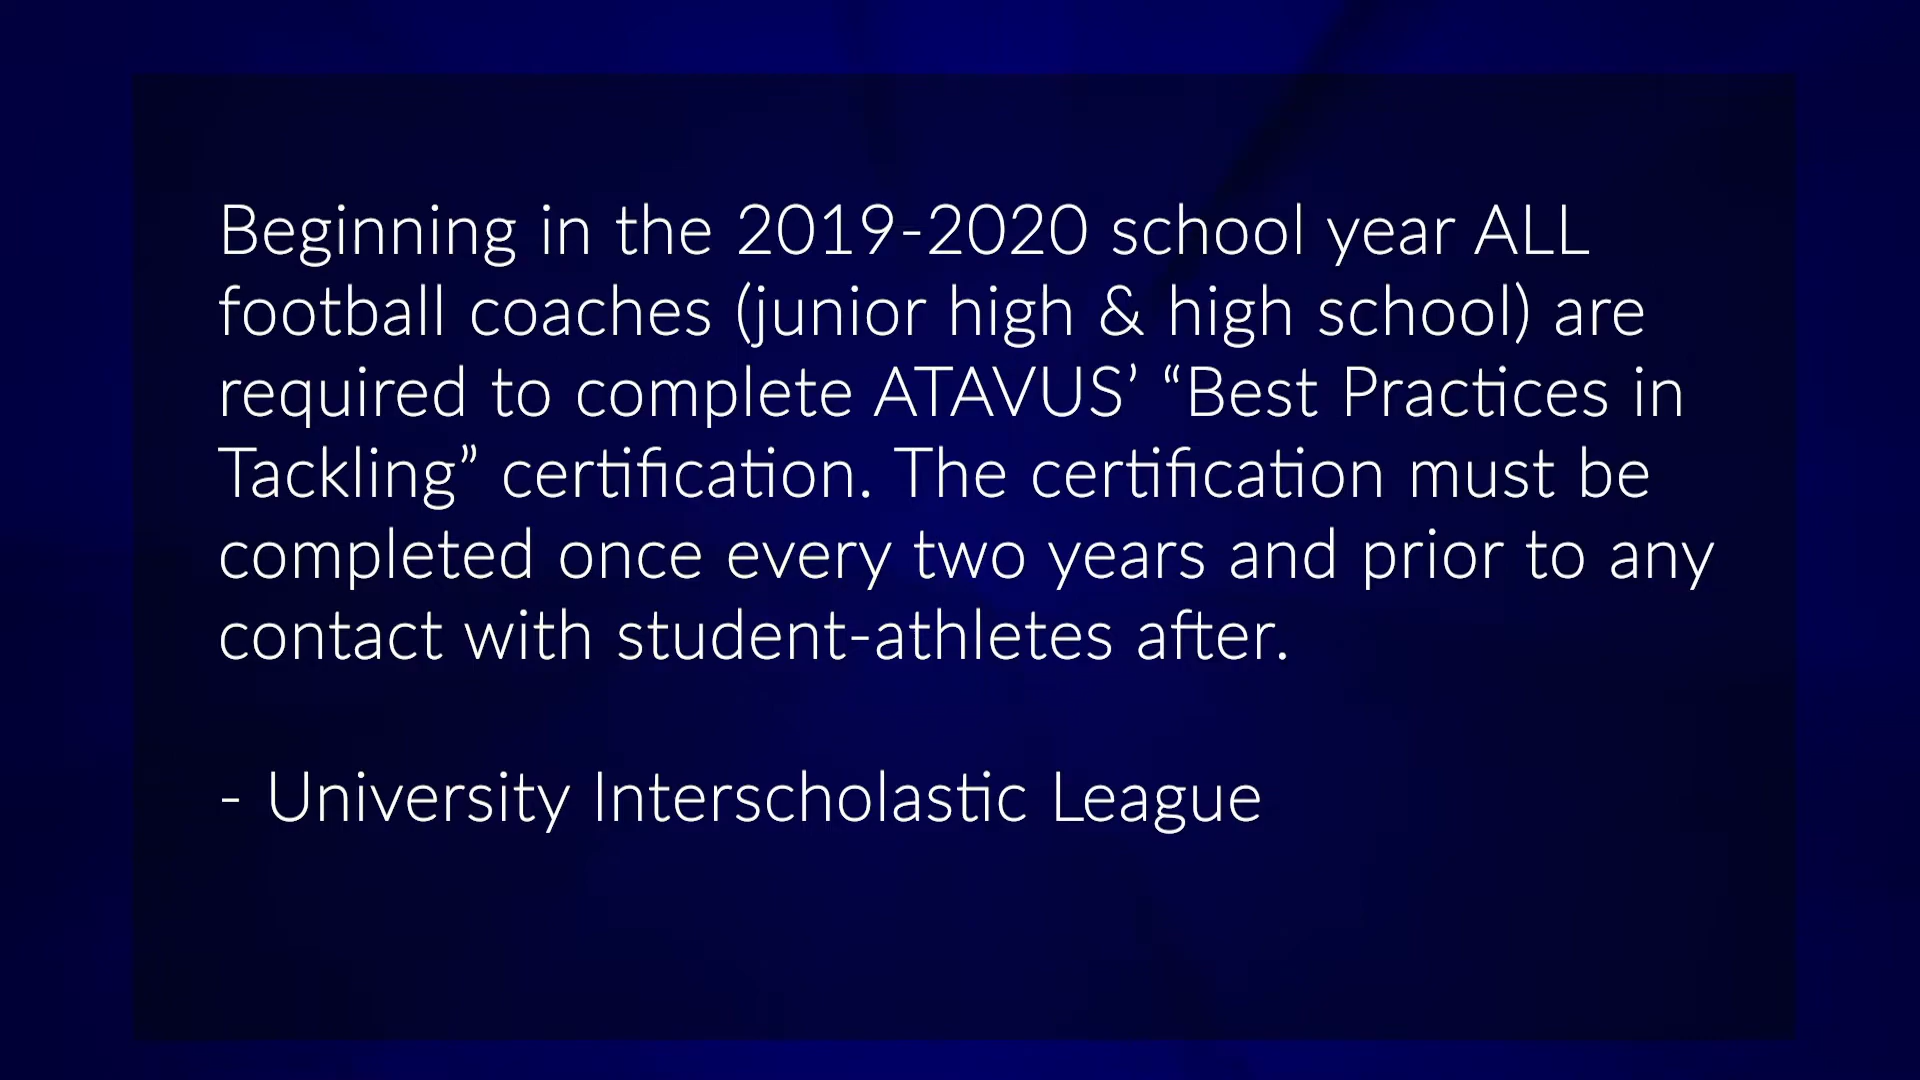 Beginning in the 2019-2020 school year ALL
football coaches (junior high & high school) are
required to complete ATAVUS’ “Best Practices in
Tackling” certification. The certification must be
completed once every two years and prior to any
contact with student-athletes after.
- University Interscholastic League